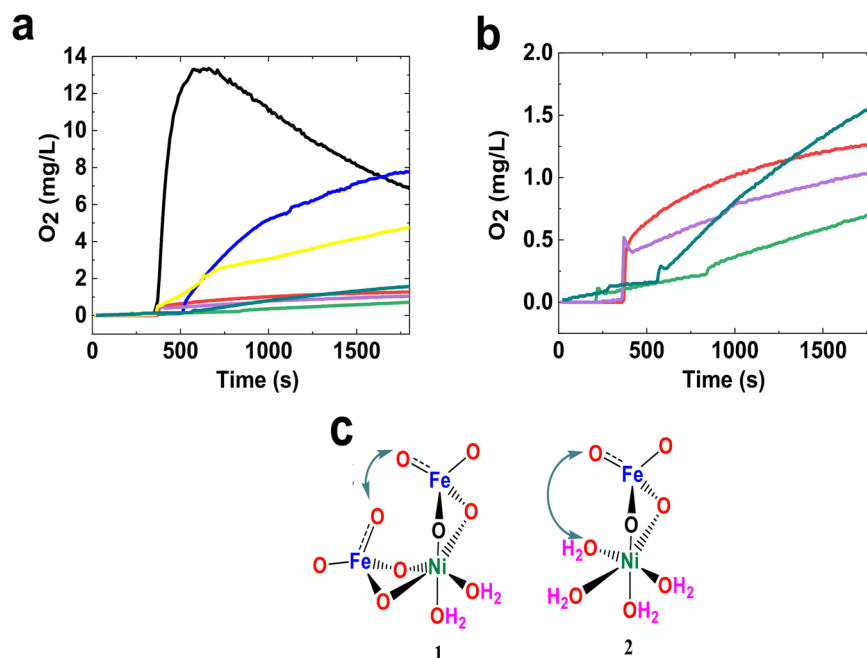 a
14
12
10
8
6
4
2
0
O2 (mg/L)
0 500 1000 1500
Time (s)
b
2.0
1.5
1.0
0.5
0.0
O2 (mg/L)
0 500 1000 1500
Time (s)
c
O O
Fe
O O
O
O Fe O Ni
O OH2
OH2
1
O O
Fe
O O
H2O Ni
H2O OH2
OH2
2